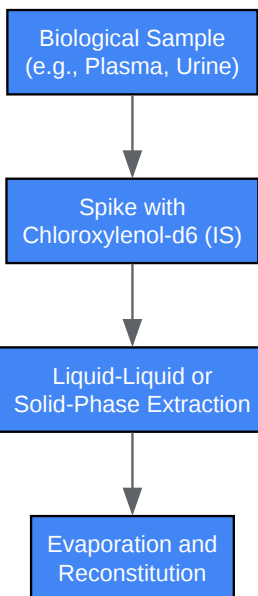 Biological Sample
(e.g., Plasma, Urine)
Spike with
Chloroxylenol-d6 (IS)
Liquid-Liquid or
Solid-Phase Extraction
Evaporation and
Reconstitution